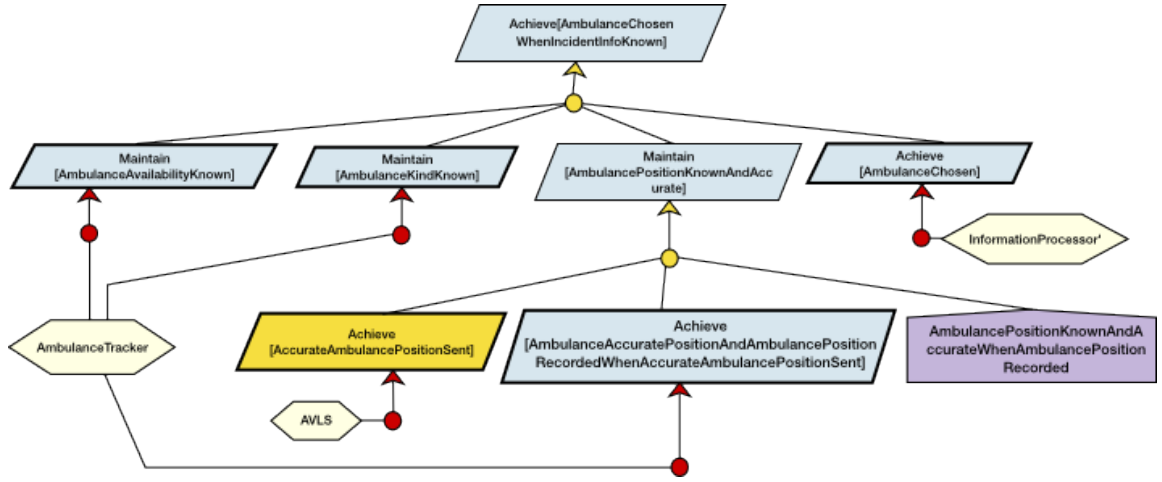 Achieve[AmbulanceChosen
WhenIncidentInfoKnown]
Maintain
[AmbulanceAvailabilityKnown]
Maintain
[AmbulanceKindKnown]
Maintain
[AmbulancePositionKnownAndAcc
urate]
Achieve
[AmbulanceChosen]
InformationProcessor'
AmbulanceTracker
Achieve
[AccurateAmbulancePositionSent]
Achieve
[AmbulanceAccuratePositionAndAmbulancePosition
RecordedWhenAccurateAmbulancePositionSent]
AmbulancePositionKnownAndA
ccurateWhenAmbulancePosition
Recorded
AVLS